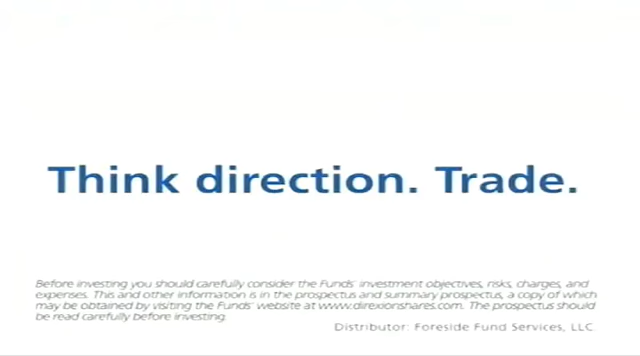 Think direction. Trade.
Before investing you should carefully consider the Funds' investment objectives, risks, charges, and
expenses. This and other information is in the prospectus and summary prospectus, a copy of which
may be obtained by visiting the Funds' website at www.direxionshares.com. The prospectus should
be read carefully before investing.
Distributor: Foreside Fund Services, LLC.